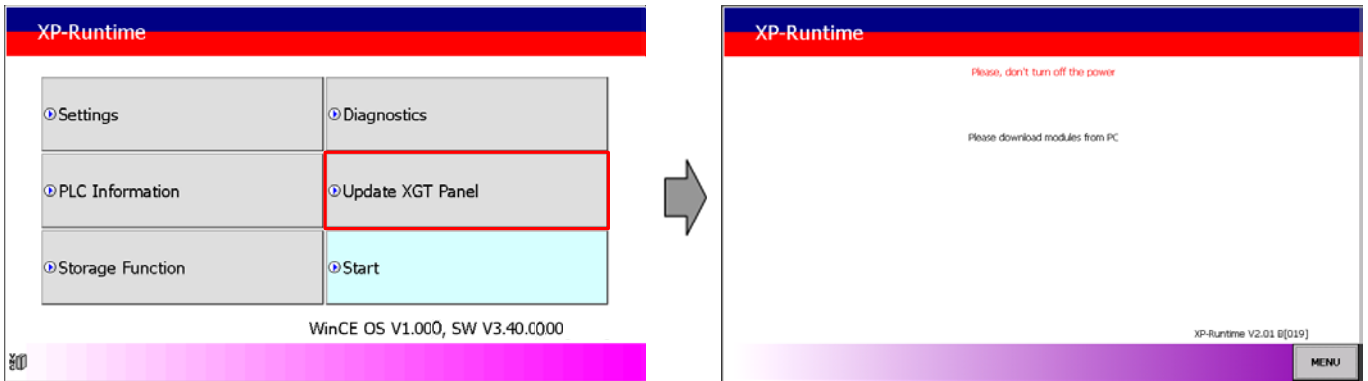 XP-Runtime
Settings
Diagnostics
PLC Information
Update XGT Panel
Storage Function
Start
WinCE OS V1.000, SW V3.40.0000
XP-Runtime
Please, don't turn off the power
Please download modules from PC
XP-Runtime V2.01 B[019]
MENU